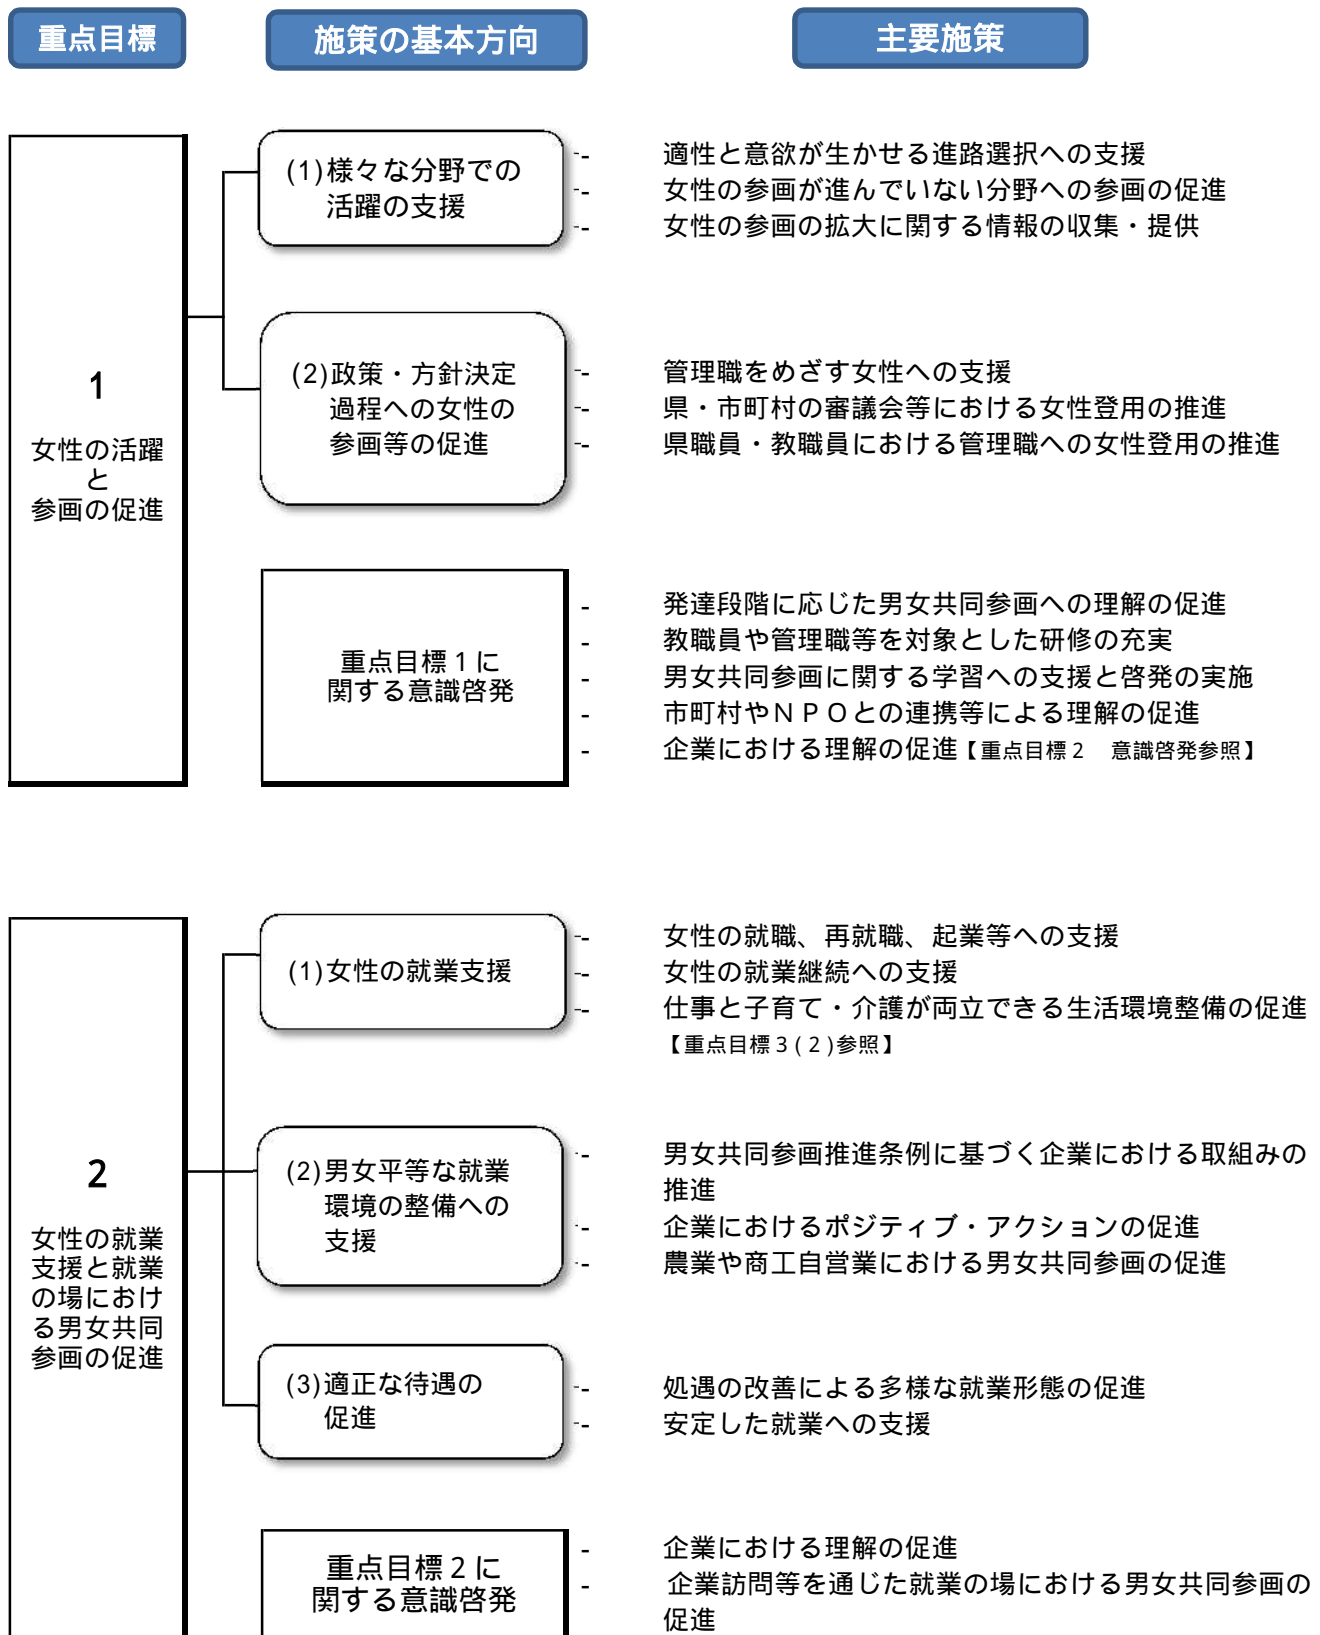 重点目標
施策の基本方向
主要施策
1
女性の活躍
と
参画の促進
(1)様々な分野での
活躍の支援
- 適性と意欲が生かせる進路選択への支援
- 女性の参画が進んでいない分野への参画の促進
- 女性の参画の拡大に関する情報の収集・提供
(2)政策・方針決定
過程への女性の
参画等の促進
- 管理職をめざす女性への支援
- 県・市町村の審議会等における女性登用の推進
- 県職員・教職員における管理職への女性登用の推進
重点目標1に
関する意識啓発
- 発達段階に応じた男女共同参画への理解の促進
- 教職員や管理職等を対象とした研修の充実
- 男女共同参画に関する学習への支援と啓発の実施
- 市町村やNPOとの連携等による理解の促進
- 企業における理解の促進【重点目標2　意識啓発参照】
2
女性の就業
支援と就業
の場におけ
る男女共同
参画の促進
(1)女性の就業支援
- 女性の就職、再就職、起業等への支援
- 女性の就業継続への支援
- 仕事と子育て・介護が両立できる生活環境整備の促進
【重点目標3(2)参照】
(2)男女平等な就業
環境の整備への
支援
- 男女共同参画推進条例に基づく企業における取組みの
推進
- 企業におけるポジティブ・アクションの促進
- 農業や商工自営業における男女共同参画の促進
(3)適正な待遇の
促進
- 処遇の改善による多様な就業形態の促進
- 安定した就業への支援
重点目標2に
関する意識啓発
- 企業における理解の促進
- 企業訪問等を通じた就業の場における男女共同参画の
促進